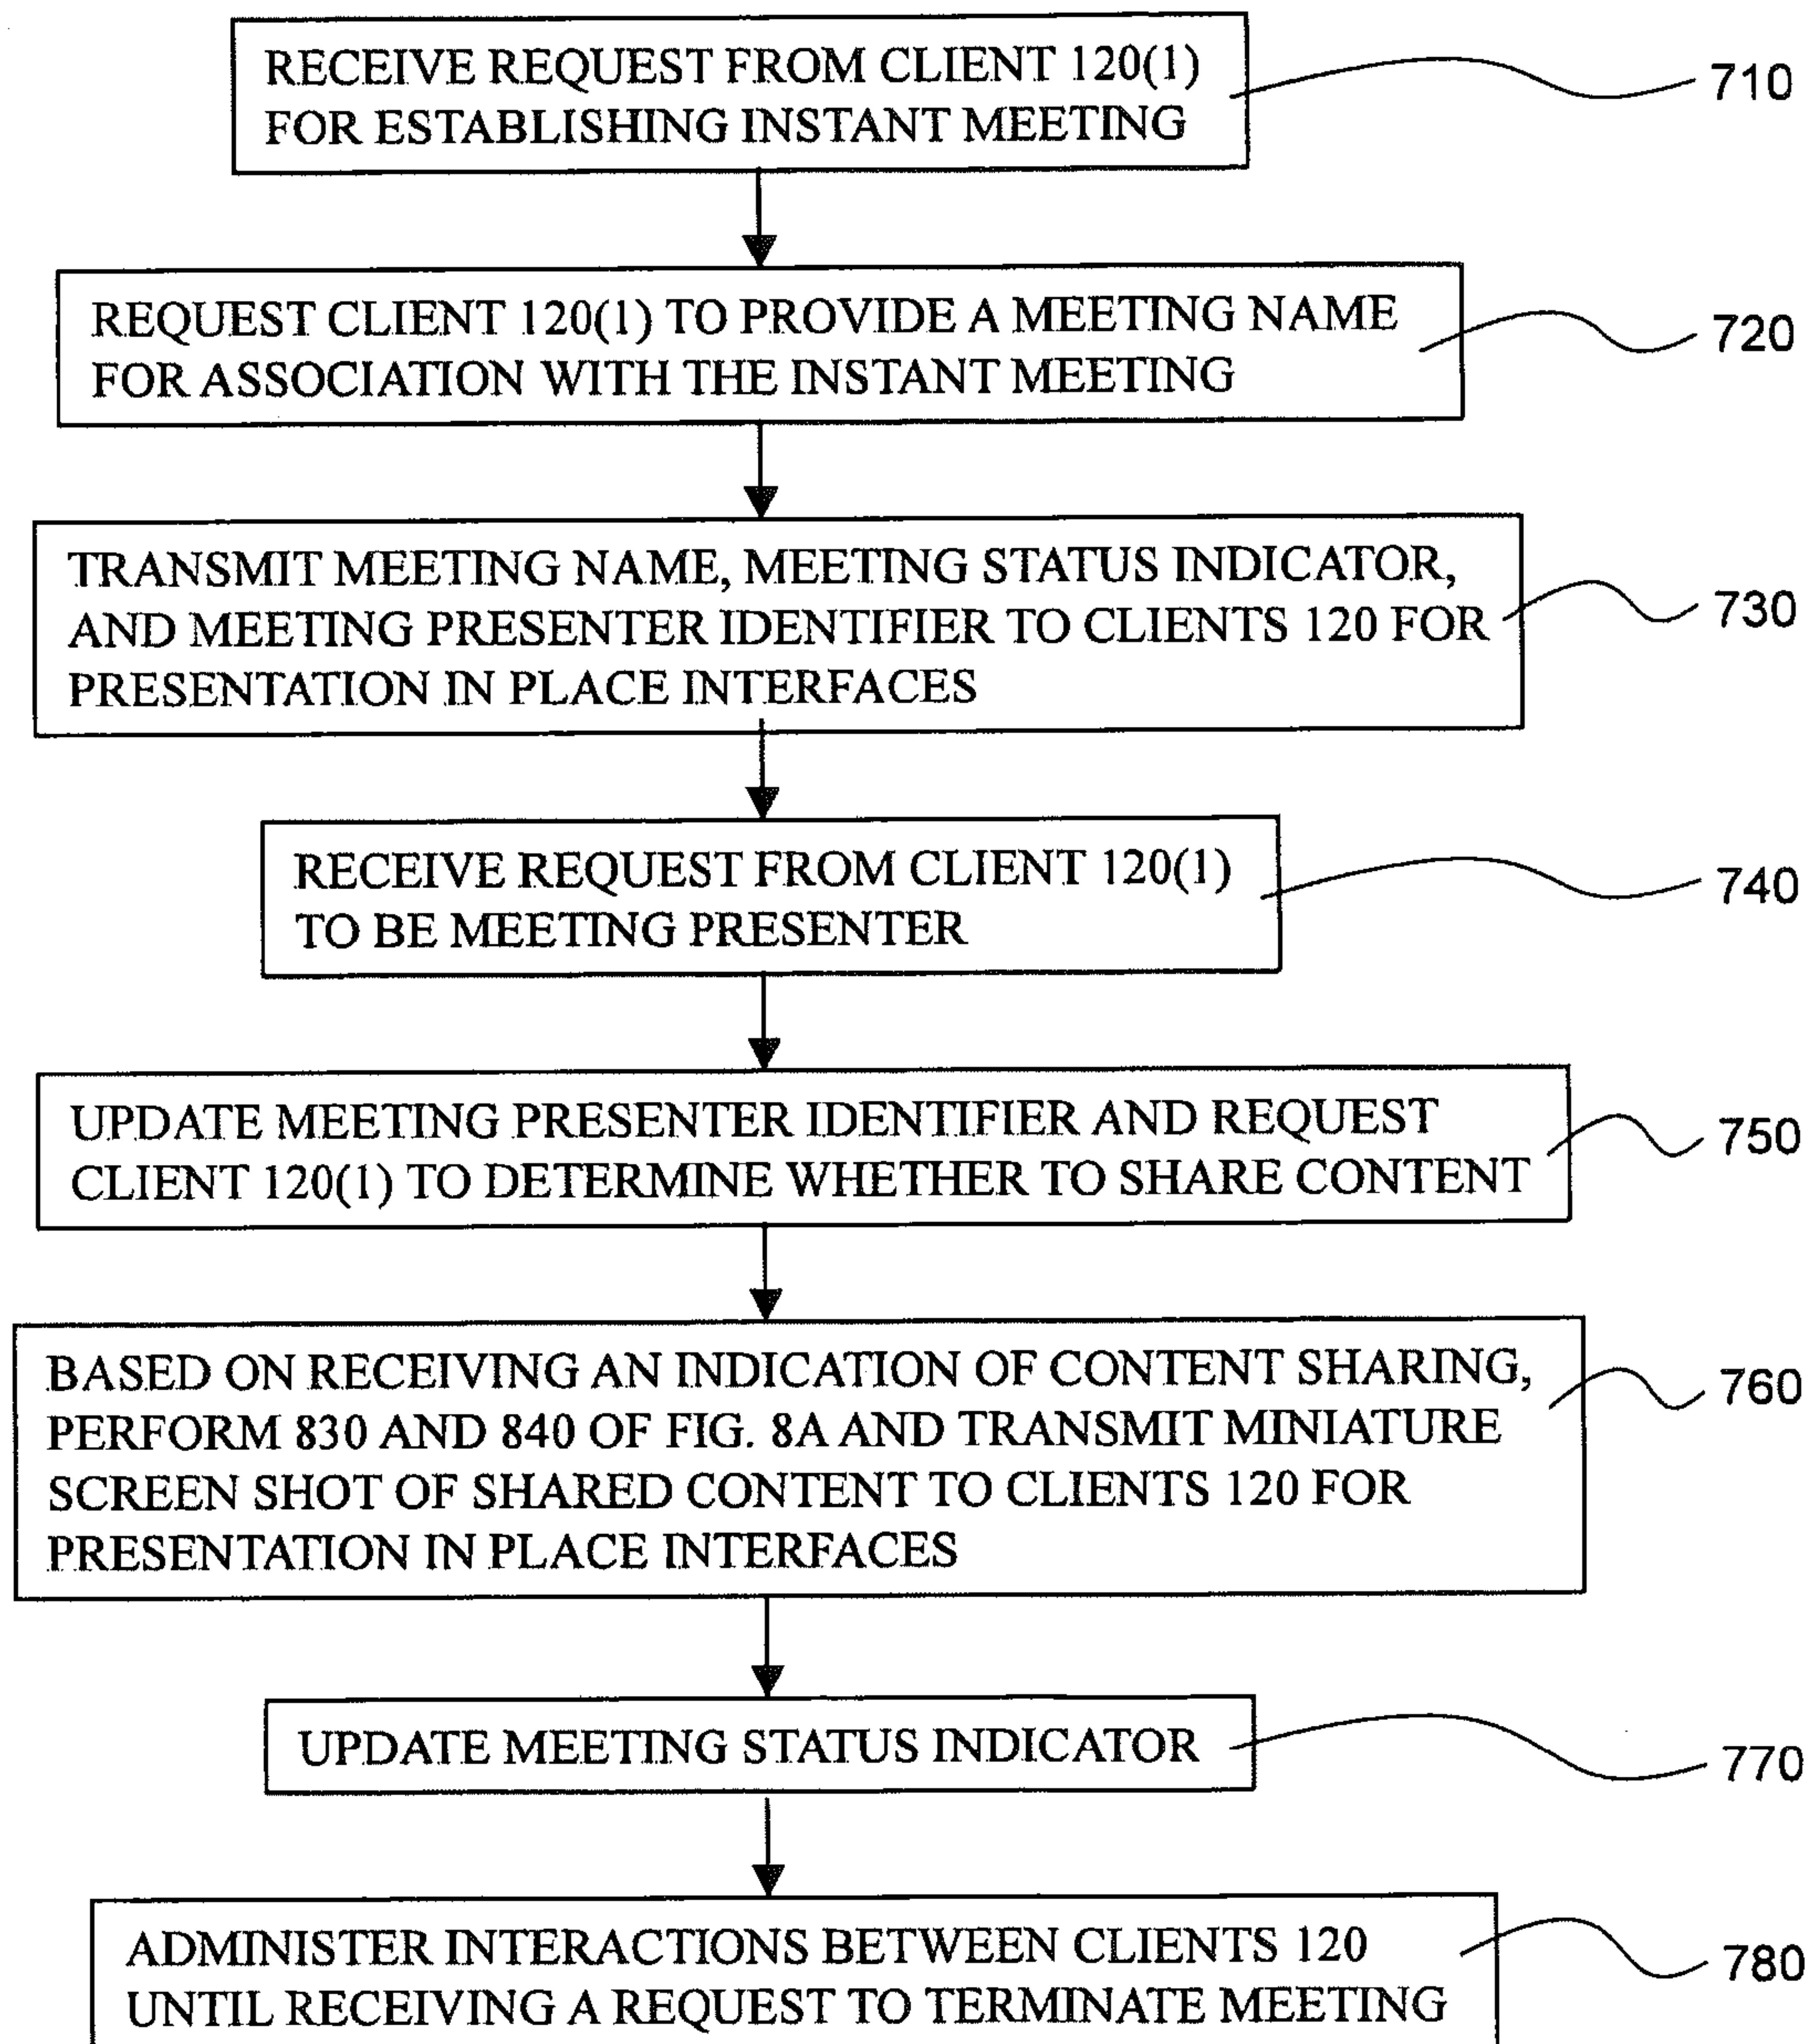 RECEIVE REQUEST FROM CLIENT 120(1)
FOR ESTABLISHING INSTANT MEETING
710
REQUEST CLIENT 120(1) TO PROVIDE A MEETING NAME
FOR ASSOCIATION WITH THE INSTANT MEETING
720
TRANSMIT MEETING NAME, MEETING STATUS INDICATOR,
AND MEETING PRESENTER IDENTIFIER TO CLIENTS 120 FOR
PRESENTATION IN PLACE INTERFACES
730
RECEIVE REQUEST FROM CLIENT 120(1)
TO BE MEETING PRESENTER
740
UPDATE MEETING PRESENTER IDENTIFIER AND REQUEST
CLIENT 120(1) TO DETERMINE WHETHER TO SHARE CONTENT
750
BASED ON RECEIVING AN INDICATION OF CONTENT SHARING,
PERFORM 830 AND 840 OF FIG. 8A AND TRANSMIT MINIATURE
SCREEN SHOT OF SHARED CONTENT TO CLIENTS 120 FOR
PRESENTATION IN PLACE INTERFACES
760
UPDATE MEETING STATUS INDICATOR
770
ADMINISTER INTERACTIONS BETWEEN CLIENTS 120
UNTIL RECEIVING A REQUEST TO TERMINATE MEETING
780